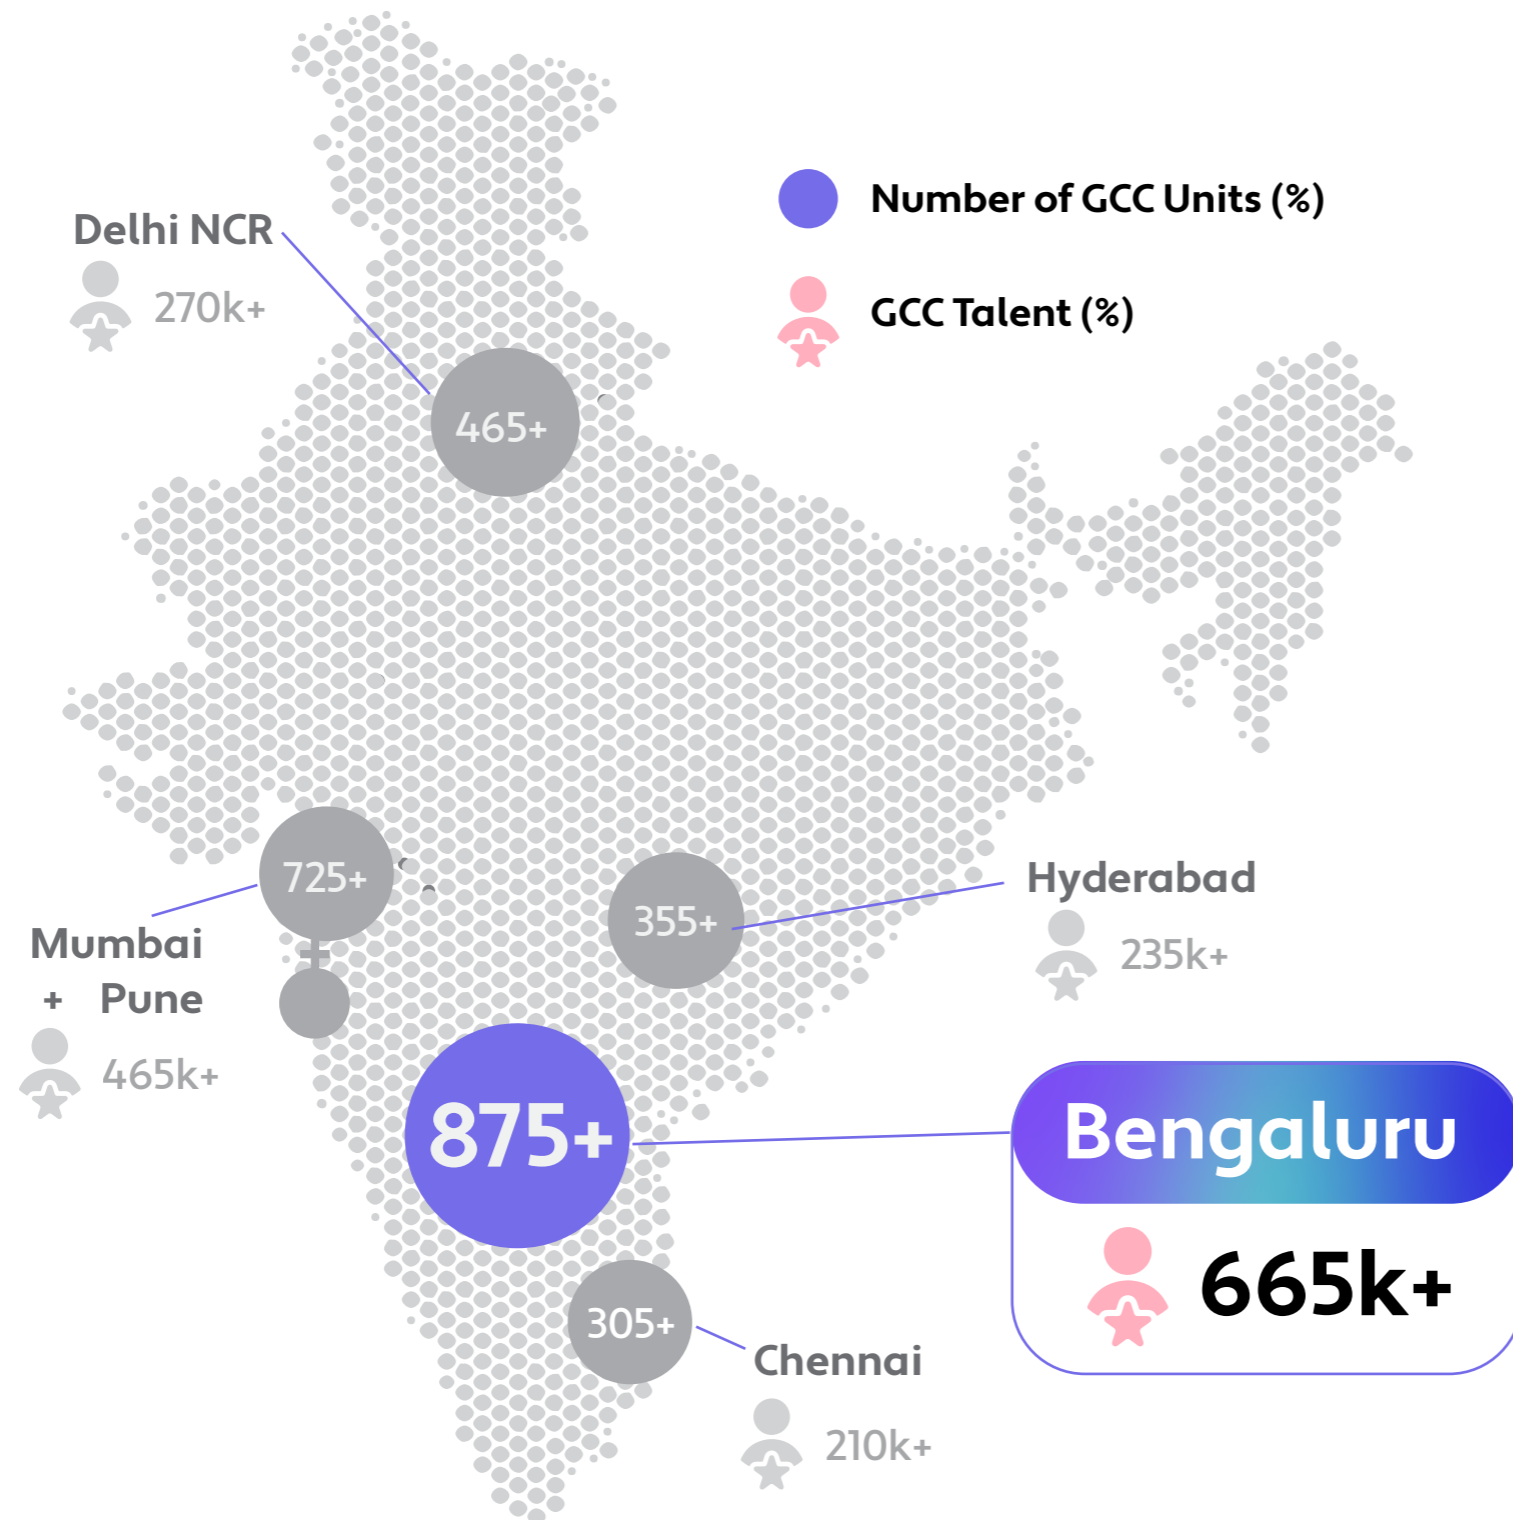 Number of GCC Units (%)
GCC Talent (%)
Delhi NCR
270k+
465+
725+
Mumbai
+ Pune
465k+
+
355+
Hyderabad
235k+
875+
Bengaluru
665k+
305+
Chennai
210k+